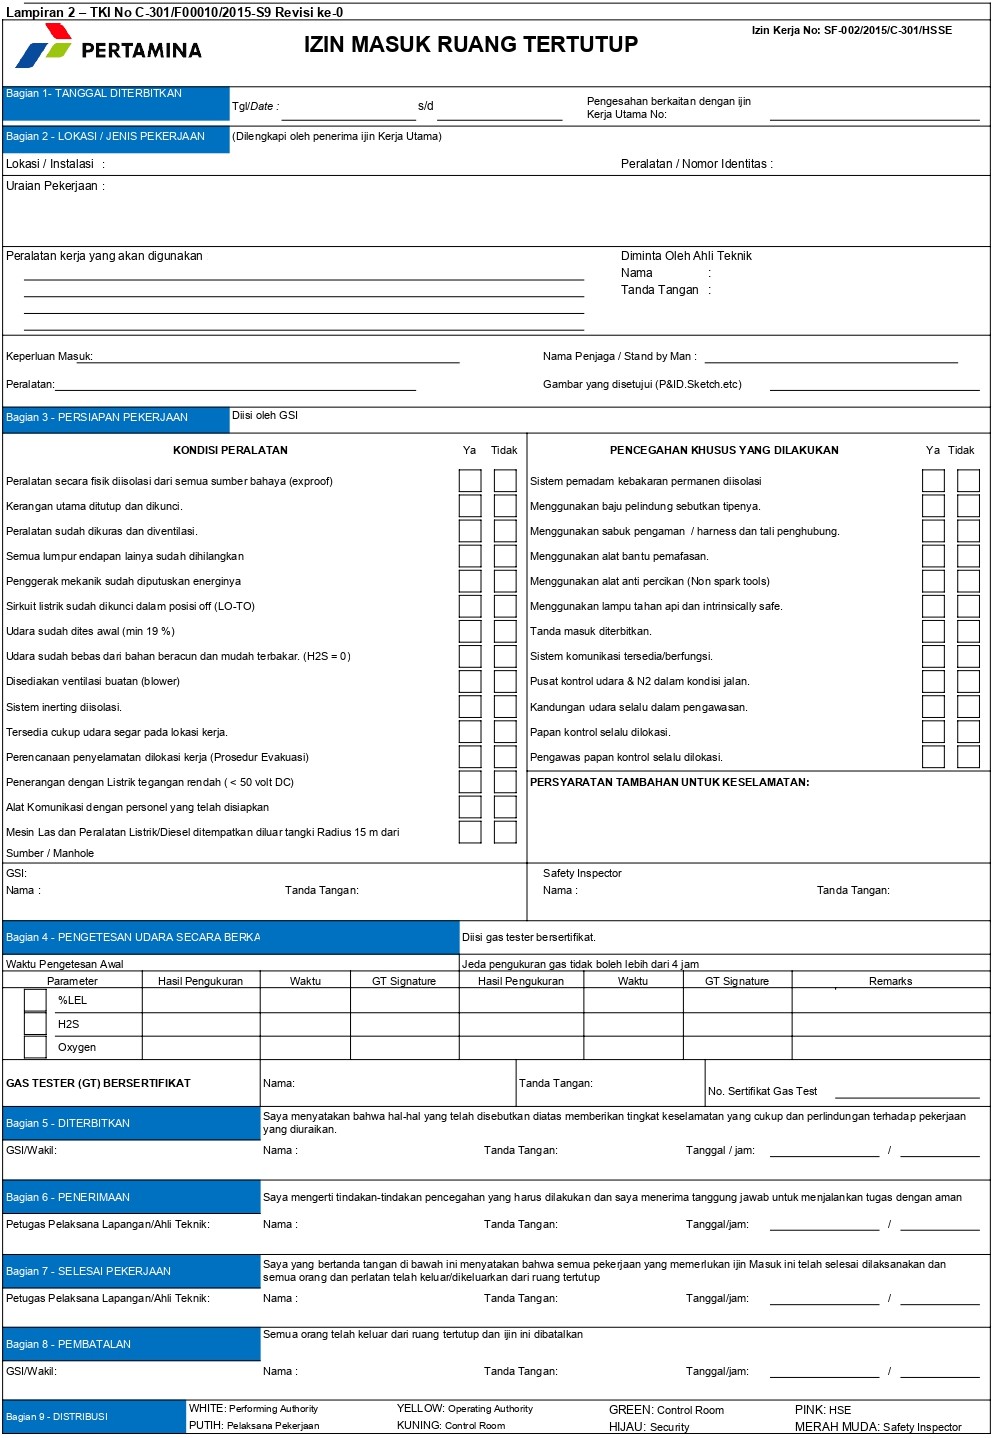 Lampiran 2 – TKI No C-301/F00010/2015-S9 Revisi ke-0
PERTAMINA
IZIN MASUK RUANG TERTUTUP
Izin Kerja No: SF-002/2015/C-301/HSSE
Bagian 1- TANGGAL DITERBITKAN
Tgl/Date :
s/d
Pengesahan berkaitan dengan ijin
Kerja Utama No:
Bagian 2 - LOKASI / JENIS PEKERJAAN
(Dilengkapi oleh penerima ijin Kerja Utama)
Lokasi / Instalasi :
Peralatan / Nomor Identitas :
Uraian Pekerjaan :
Peralatan kerja yang akan digunakan
Diminta Oleh Ahli Teknik
Nama :
Tanda Tangan :
Keperluan Masuk:
Nama Penjaga / Stand by Man :
Peralatan:
Gambar yang disetujui (P&ID.Sketch.etc)
Bagian 3 - PERSIAPAN PEKERJAAN
Diisi oleh GSI
KONDISI PERALATAN Ya Tidak
Peralatan secara fisik diisolasi dari semua sumber bahaya (exproof)
Kerangan utama ditutup dan dikunci.
Peralatan sudah dikuras dan diventilasi.
Semua lumpur endapan lainya sudah dihilangkan
Penggerak mekanik sudah diputuskan energinya
Sirkuit listrik sudah dikunci dalam posisi off (LO-TO)
Udara sudah dites awal (min 19 %)
Udara sudah bebas dari bahan beracun dan mudah terbakar. (H2S = 0)
Disediakan ventilasi buatan (blower)
Sistem inerting diisolasi.
Tersedia cukup udara segar pada lokasi kerja.
Perencanaan penyelamatan dilokasi kerja (Prosedur Evakuasi)
Penerangan dengan Listrik tegangan rendah ( < 50 volt DC)
Alat Komunikasi dengan personel yang telah disiapkan
Mesin Las dan Peralatan Listrik/Diesel ditempatkan diluar tangki Radius 15 m dari
Sumber / Manhole
PENCEGAHAN KHUSUS YANG DILAKUKAN Ya Tidak
Sistem pemadam kebakaran permanen diisolasi
Menggunakan baju pelindung sebutkan tipenya.
Menggunakan sabuk pengaman / harness dan tali penghubung.
Menggunakan alat bantu pemafasan.
Menggunakan alat anti percikan (Non spark tools)
Menggunakan lampu tahan api dan intrinsically safe.
Tanda masuk diterbitkan.
Sistem komunikasi tersedia/berfungsi.
Pusat kontrol udara & N2 dalam kondisi jalan.
Kandungan udara selalu dalam pengawasan.
Papan kontrol selalu dilokasi.
Pengawas papan kontrol selalu dilokasi.
PERSYARATAN TAMBAHAN UNTUK KESELAMATAN:
GSI:
Nama : Tanda Tangan:
Safety Inspector
Nama : Tanda Tangan:
Bagian 4 - PENGETESAN UDARA SECARA BERKA
Diisi gas tester bersertifikat.
Waktu Pengetesan Awal
Jeda pengukuran gas tidak boleh lebih dari 4 jam
Parameter Hasil Pengukuran Waktu GT Signature Hasil Pengukuran Waktu GT Signature Remarks
%LEL
H2S
Oxygen
GAS TESTER (GT) BERSERTIFIKAT
Nama:
Tanda Tangan:
No. Sertifikat Gas Test
Bagian 5 - DITERBITKAN
Saya menyatakan bahwa hal-hal yang telah disebutkan diatas memberikan tingkat keselamatan yang cukup dan perlindungan terhadap pekerjaan
yang diuraikan.
GSI/Wakil: Nama : Tanda Tangan: Tanggal / jam: /
Bagian 6 - PENERIMAAN
Saya mengerti tindakan-tindakan pencegahan yang harus dilakukan dan saya menerima tanggung jawab untuk menjalankan tugas dengan aman
Petugas Pelaksana Lapangan/Ahli Teknik: Nama : Tanda Tangan: Tanggal/jam: /
Bagian 7 - SELESAI PEKERJAAN
Saya yang bertanda tangan di bawah ini menyatakan bahwa semua pekerjaan yang memerlukan ijin Masuk ini telah selesai dilaksanakan dan
semua orang dan perlatan telah keluar/dikeluarkan dari ruang tertutup
Petugas Pelaksana Lapangan/Ahli Teknik: Nama : Tanda Tangan: Tanggal/jam: /
Bagian 8 - PEMBATALAN
Semua orang telah keluar dari ruang tertutup dan ijin ini dibatalkan
GSI/Wakil: Nama : Tanda Tangan: Tanggal/jam: /
Bagian 9 - DISTRIBUSI
WHITE: Performing Authority YELLOW: Operating Authority GREEN: Control Room PINK: HSE
PUTIH: Pelaksana Pekerjaan KUNING: Control Room HIJAU: Security MERAH MUDA: Safety Inspector